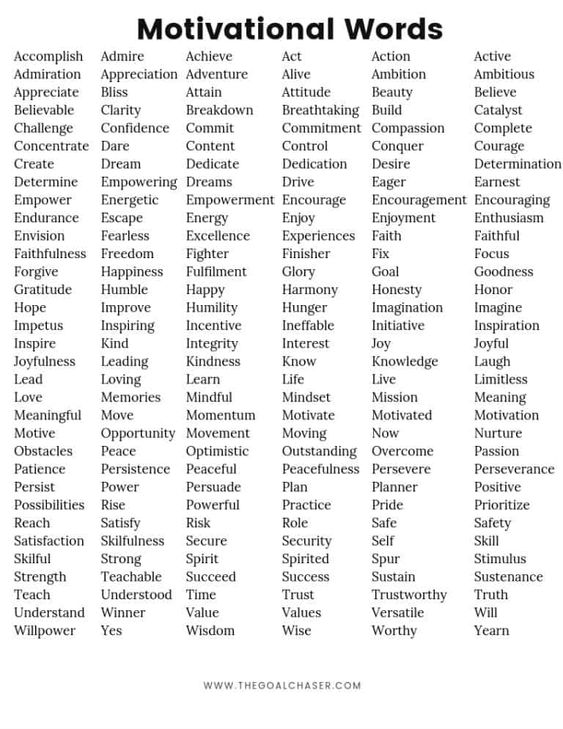 Motivational Words
Accomplish Admire Achieve Act Action Active
Admiration Appreciation Adventure Alive Ambition Ambitious
Appreciate Bliss Attain Attitude Beauty Believe
Believable Clarity Breakdown Breathtaking Build Catalyst
Challenge Confidence Commit Commitment Compassion Complete
Concentrate Dare Content Control Conquer Courage
Create Dream Dedicate Dedication Desire Determination
Determine Empowering Dreams Drive Eager Earnest
Empower Energetic Empowerment Encourage Encouragement Encouraging
Endurance Escape Energy Enjoy Enjoyment Enthusiasm
Envision Fearless Excellence Experiences Faith Faithful
Faithfulness Freedom Fighter Finisher Fix Focus
Forgive Happiness Fulfilment Glory Goal Goodness
Gratitude Humble Happy Harmony Honesty Honor
Hope Improve Humility Hunger Imagination Imagine
Impetus Inspiring Incentive Ineffable Initiative Inspiration
Inspire Kind Integrity Interest Joy Joyful
Joyfulness Leading Kindness Know Knowledge Laugh
Lead Loving Learn Life Live Limitless
Love Memories Mindful Mindset Mission Meaning
Meaningful Move Momentum Motivate Motivated Motivation
Motive Opportunity Movement Moving Now Nurture
Obstacles Peace Optimistic Outstanding Overcome Passion
Patience Persistence Peaceful Peacefulness Persevere Perseverance
Persist Power Persuade Plan Planner Positive
Possibilities Rise Powerful Practice Pride Prioritize
Reach Satisfy Risk Role Safe Safety
Satisfaction Skilfulness Secure Security Self Skill
Skilful Strong Spirit Spirited Spur Stimulus
Strength Teachable Succeed Success Sustain Sustenance
Teach Understood Time Trust Trustworthy Truth
Understand Winner Value Values Versatile Will
Willpower Yes Wisdom Wise Worthy Yearn
WWW.THEGOALCHASER.COM